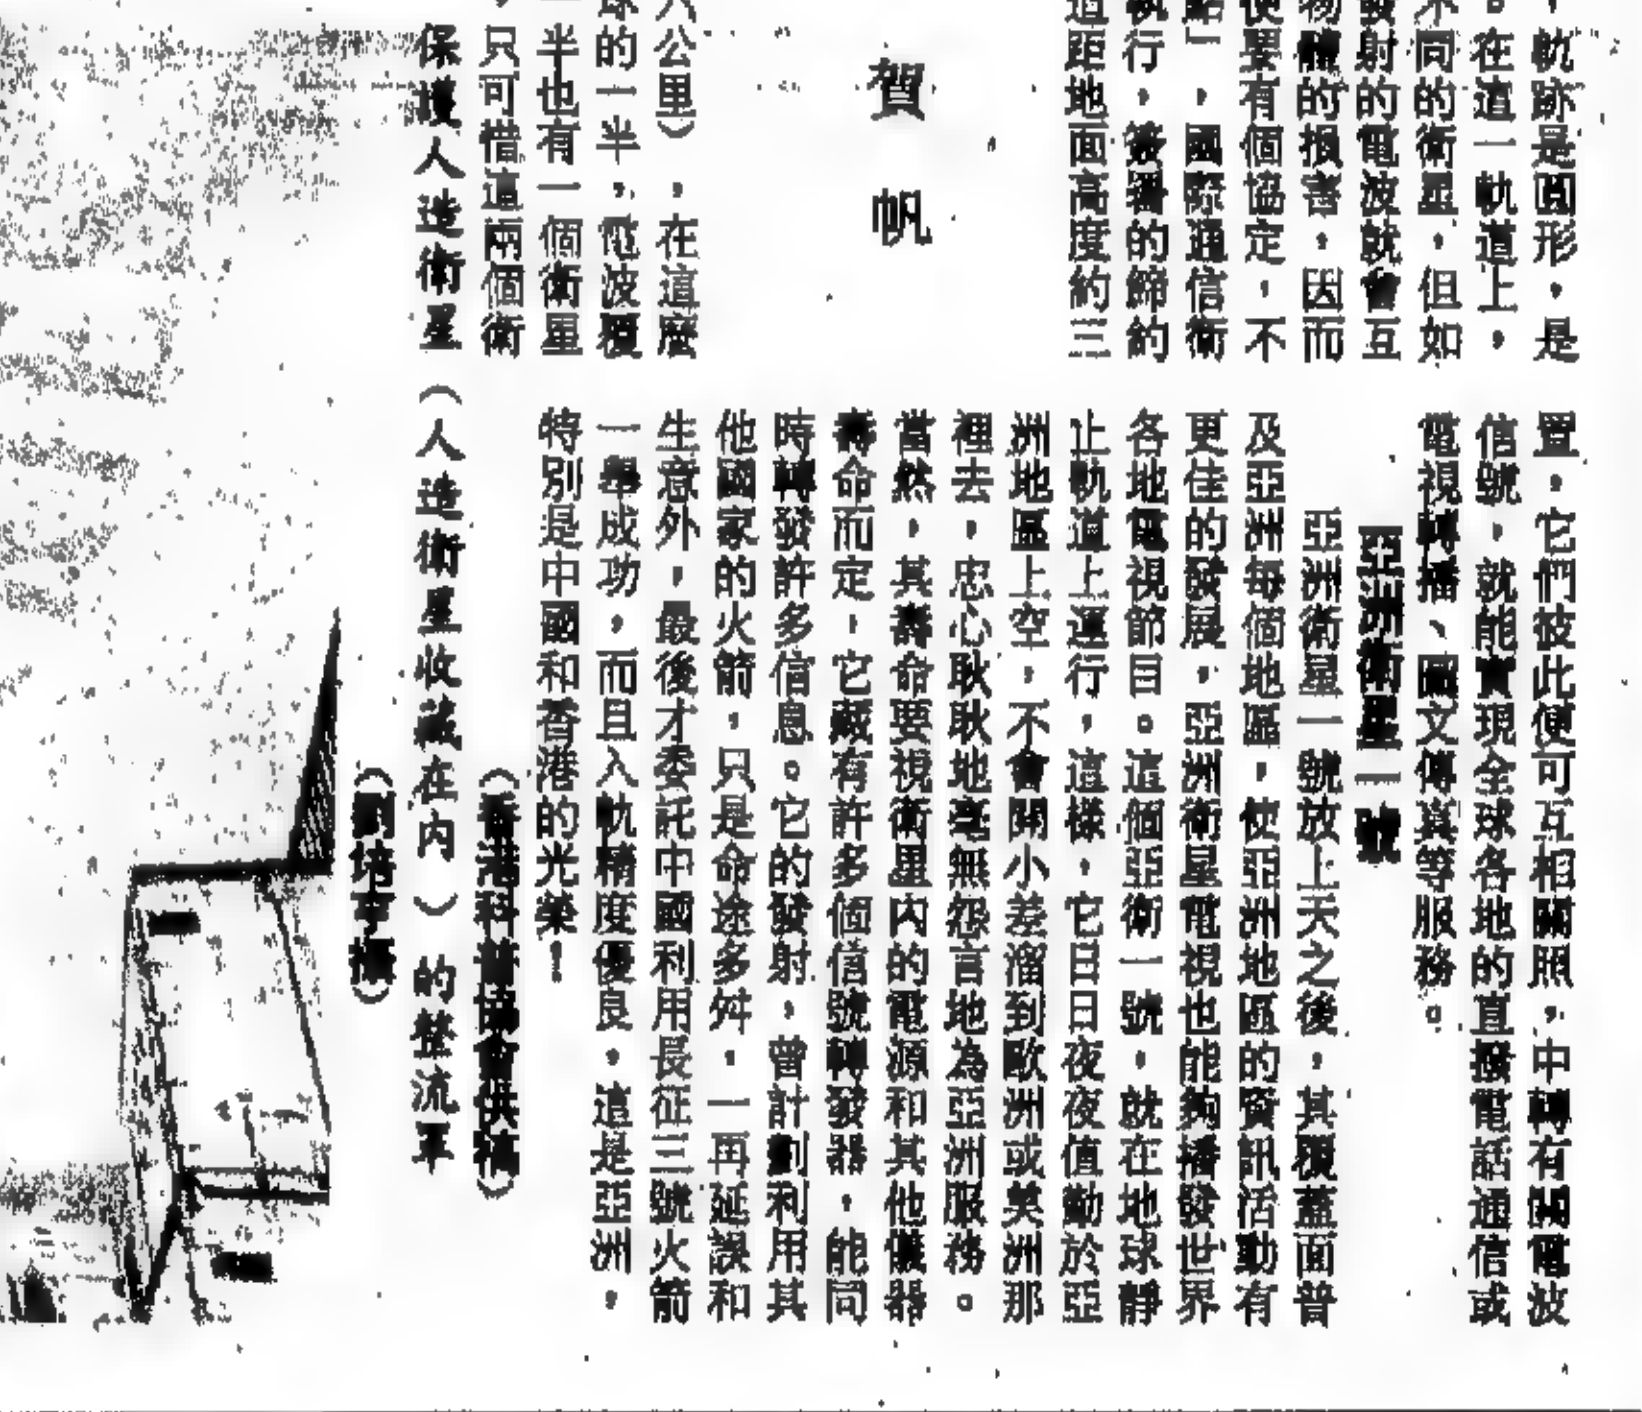 ，軌跡是圓形，是
。在這一軌道上，
不同的衛星，但如
發射的電波就會互
物體的損害，因而
便要有個協定，不
點」，國際通信衛
執行，簽署的締約
道距地面高度約三
賀帆
六公里），在這麼
球的一半，電波覆
一半也有一個衛星
，只可惜這兩個衛
置，它們彼此便可互相關照，中轉有關電波
信號，就能實現全球各地的直撥電話通信或
電視轉播、圖文傳真等服務。
亞洲衛星一號
亞洲衛星一號放上天之後，其覆蓋面普
及亞洲每個地區，使亞洲地區的資訊活動有
更佳的發展，亞洲衛星電視也能夠播發世界
各地電視節目。這個亞衛一號，就在地球靜
止軌道上運行，這樣，它日日夜夜值勤於亞
洲地區上空，不會開小差溜到歐洲或美洲那
裡去，忠心耿耿地毫無怨言地為亞洲服務。
當然，其壽命要視衛星內的電源和其他儀器
壽命而定，它藏有許多個信號轉發器，能同
時轉發許多信息。它的發射，曾計劃利用其
他國家的火箭，只是命途多舛，一再延誤和
生意外，最後才委託中國利用長征三號火箭
一舉成功，而且入軌精度優良，這是亞洲，
特別是中國和香港的光榮！
（香港科普協會供稿）
保護人造衛星（人造衛星收藏在內）的整流罩
（劉培亨攝）